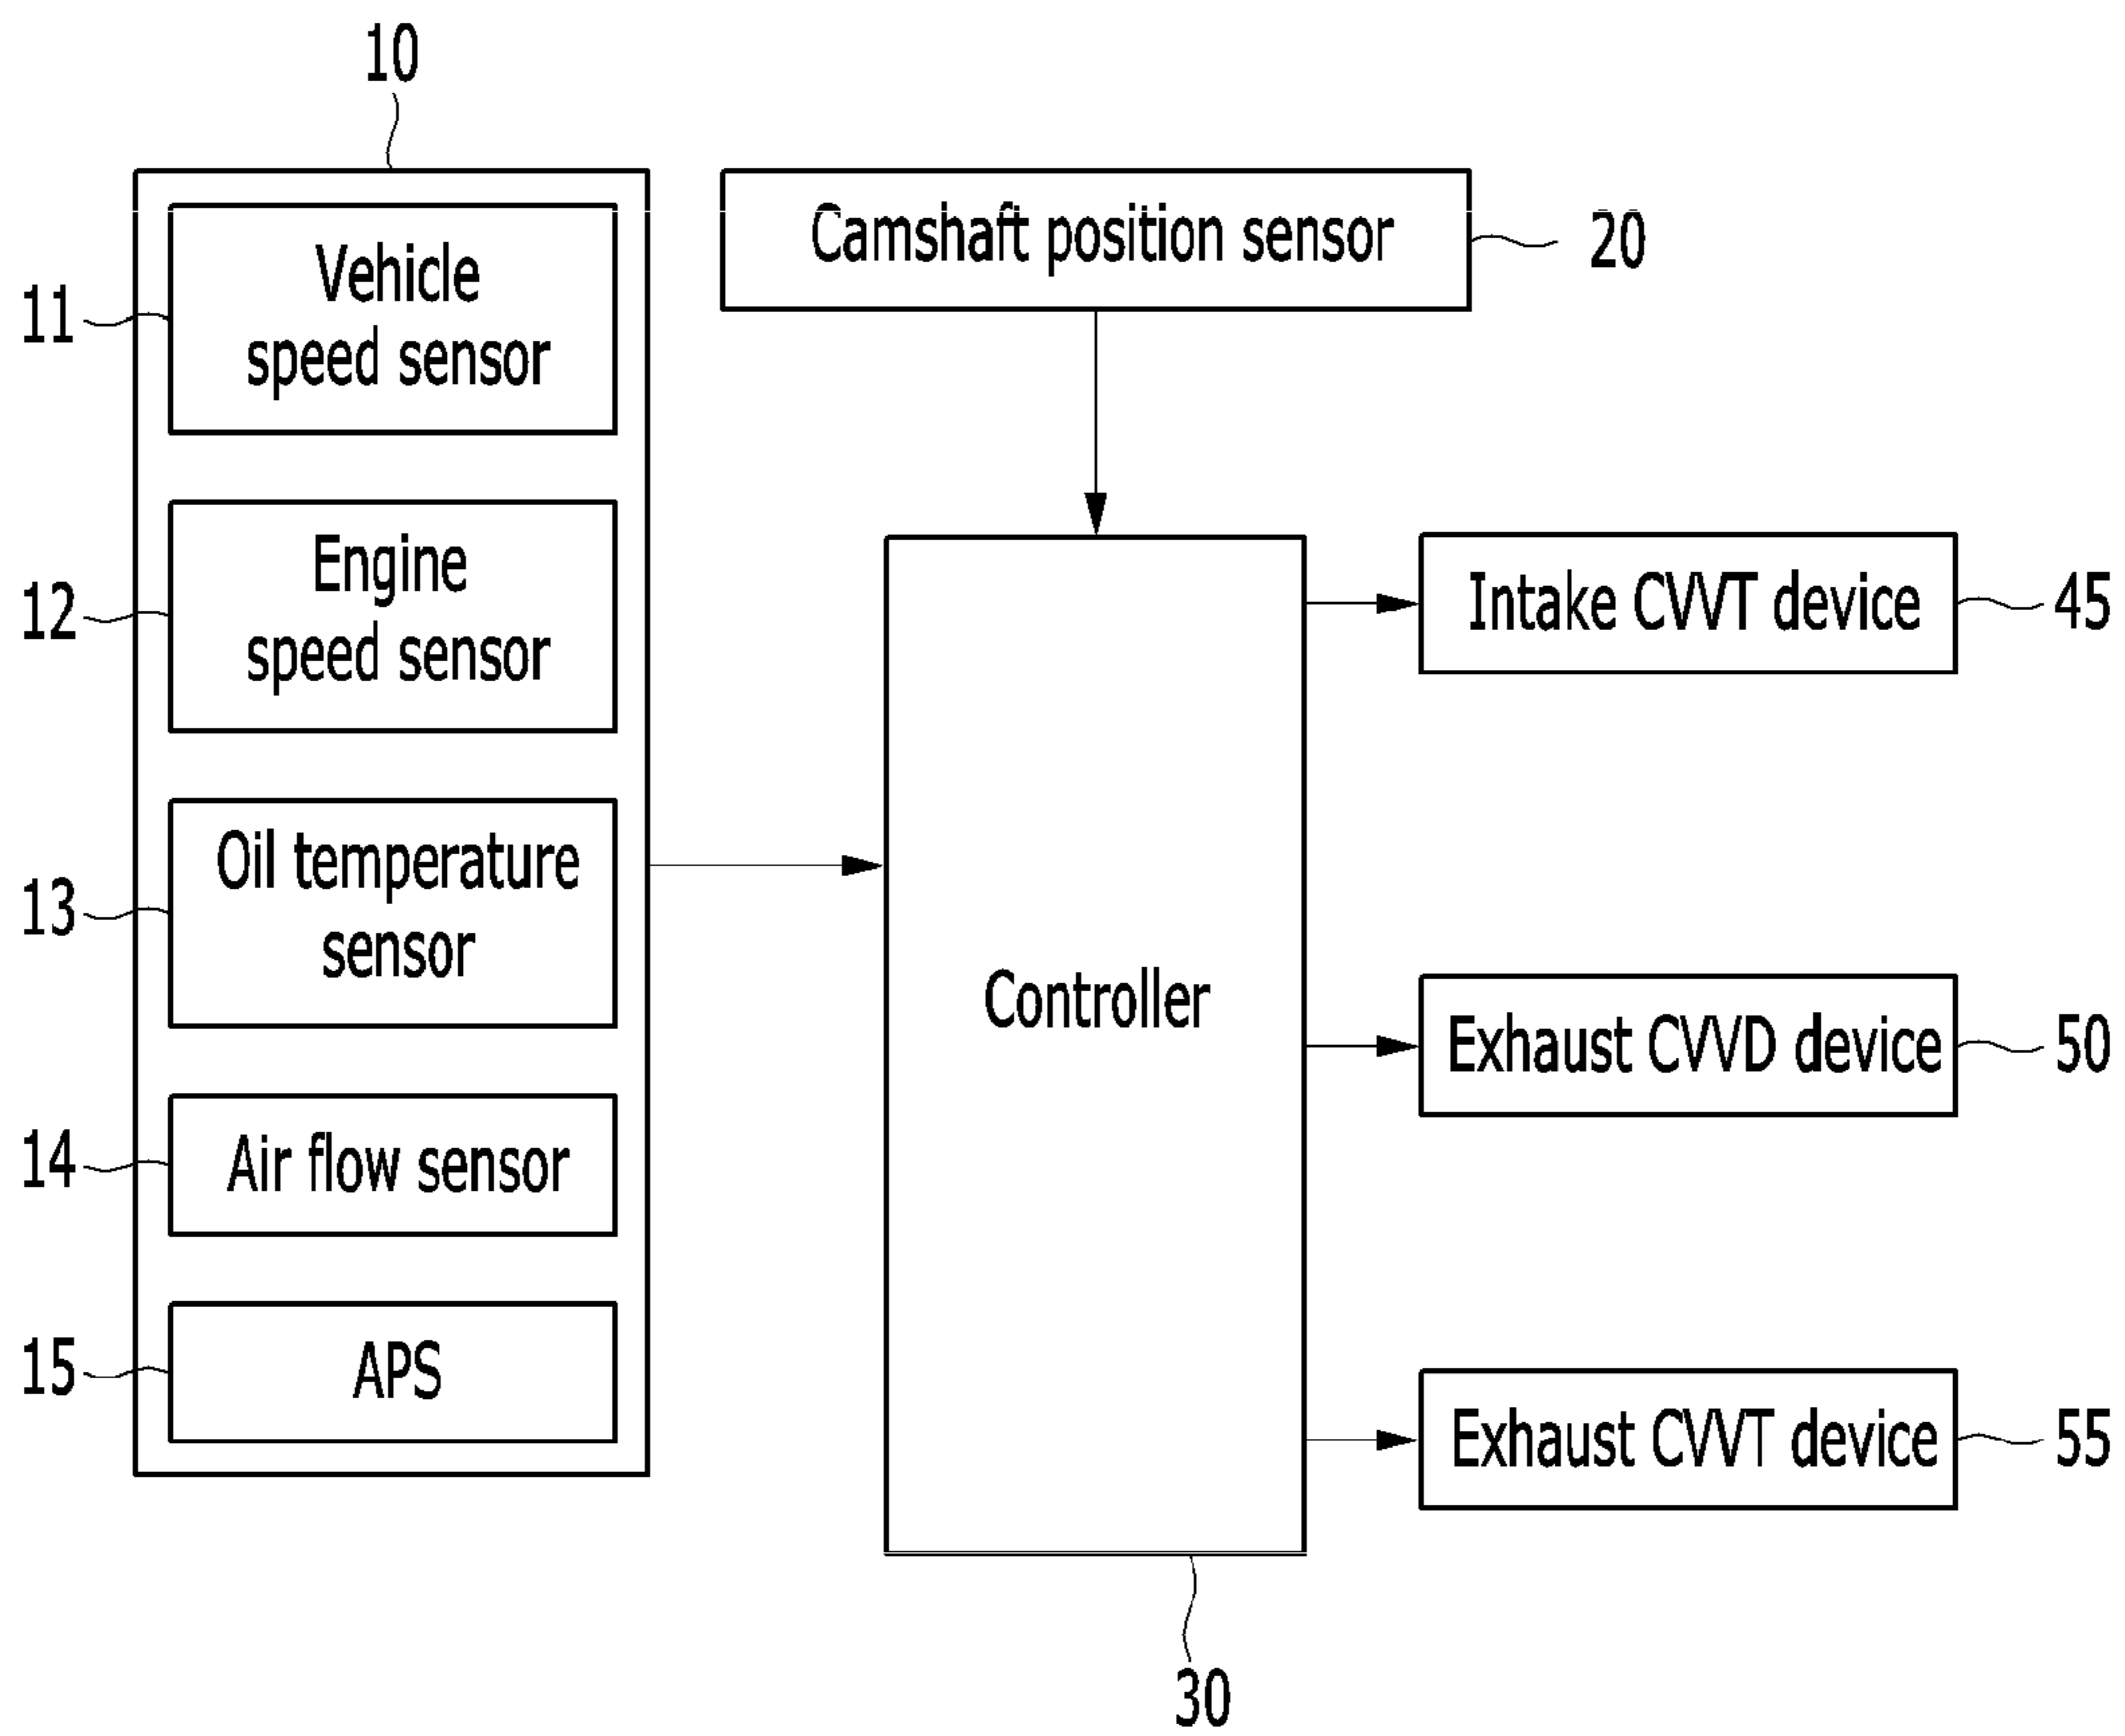 10
Vehicle
speed sensor
11
Engine
speed sensor
12
Oil temperature
sensor
13
Air flow sensor
14
APS
15
Camshaft position sensor
20
Controller
30
Intake CVVT device
45
Exhaust CVVD device
50
Exhaust CVVT device
55